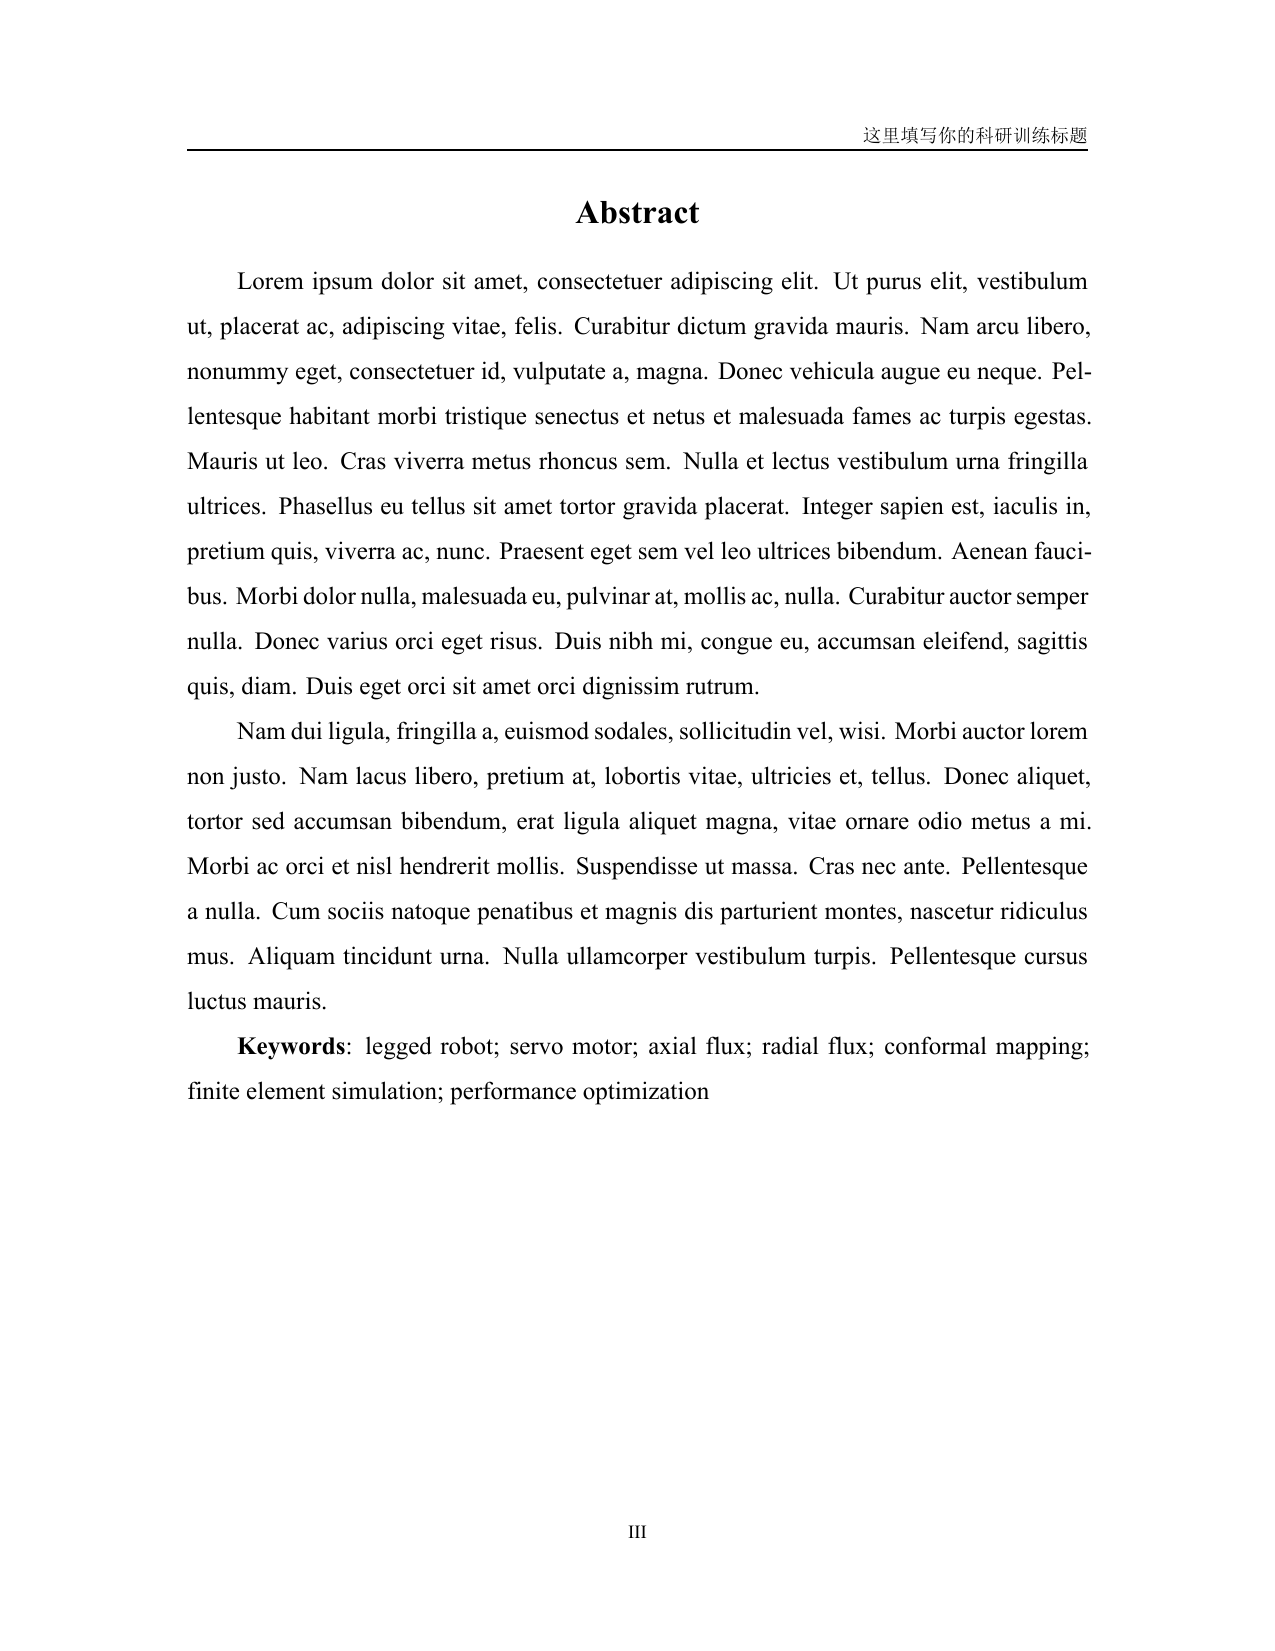 这里填写你的科研训练标题
Abstract
Lorem ipsum dolor sit amet, consectetuer adipiscing elit. Ut purus elit, vestibulum
ut, placerat ac, adipiscing vitae, felis. Curabitur dictum gravida mauris. Nam arcu libero,
nonummy eget, consectetuer id, vulputate a, magna. Donec vehicula augue eu neque. Pel-
lentesque habitant morbi tristique senectus et netus et malesuada fames ac turpis egestas.
Mauris ut leo. Cras viverra metus rhoncus sem. Nulla et lectus vestibulum urna fringilla
ultrices. Phasellus eu tellus sit amet tortor gravida placerat. Integer sapien est, iaculis in,
pretium quis, viverra ac, nunc. Praesent eget sem vel leo ultrices bibendum. Aenean fauci-
bus. Morbi dolor nulla, malesuada eu, pulvinar at, mollis ac, nulla. Curabitur auctor semper
nulla. Donec varius orci eget risus. Duis nibh mi, congue eu, accumsan eleifend, sagittis
quis, diam. Duis eget orci sit amet orci dignissim rutrum.
Nam dui ligula, fringilla a, euismod sodales, sollicitudin vel, wisi. Morbi auctor lorem
non justo. Nam lacus libero, pretium at, lobortis vitae, ultricies et, tellus. Donec aliquet,
tortor sed accumsan bibendum, erat ligula aliquet magna, vitae ornare odio metus a mi.
Morbi ac orci et nisl hendrerit mollis. Suspendisse ut massa. Cras nec ante. Pellentesque
a nulla. Cum sociis natoque penatibus et magnis dis parturient montes, nascetur ridiculus
mus. Aliquam tincidunt urna. Nulla ullamcorper vestibulum turpis. Pellentesque cursus
luctus mauris.
Keywords: legged robot; servo motor; axial flux; radial flux; conformal mapping;
finite element simulation; performance optimization
III